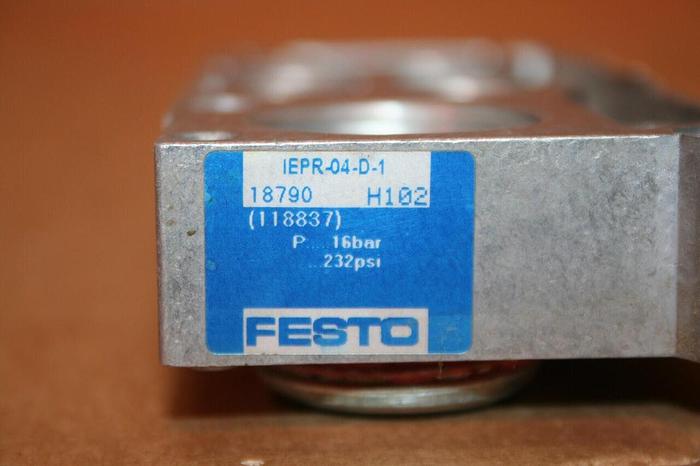 IEPR-04-D-1
18790 H102
(118837)
P.....16bar
...232psi
FESTO